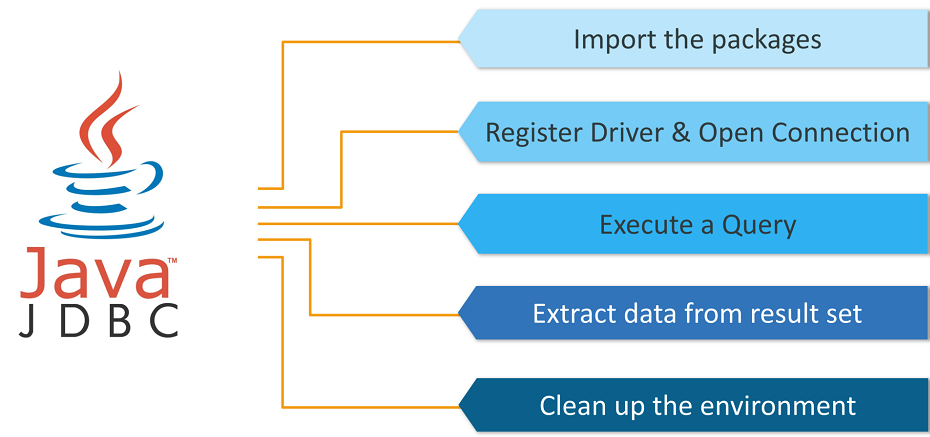 Import the packages
Register Driver & Open Connection
Execute a Query
Java™
JDBC
Extract data from result set
Clean up the environment